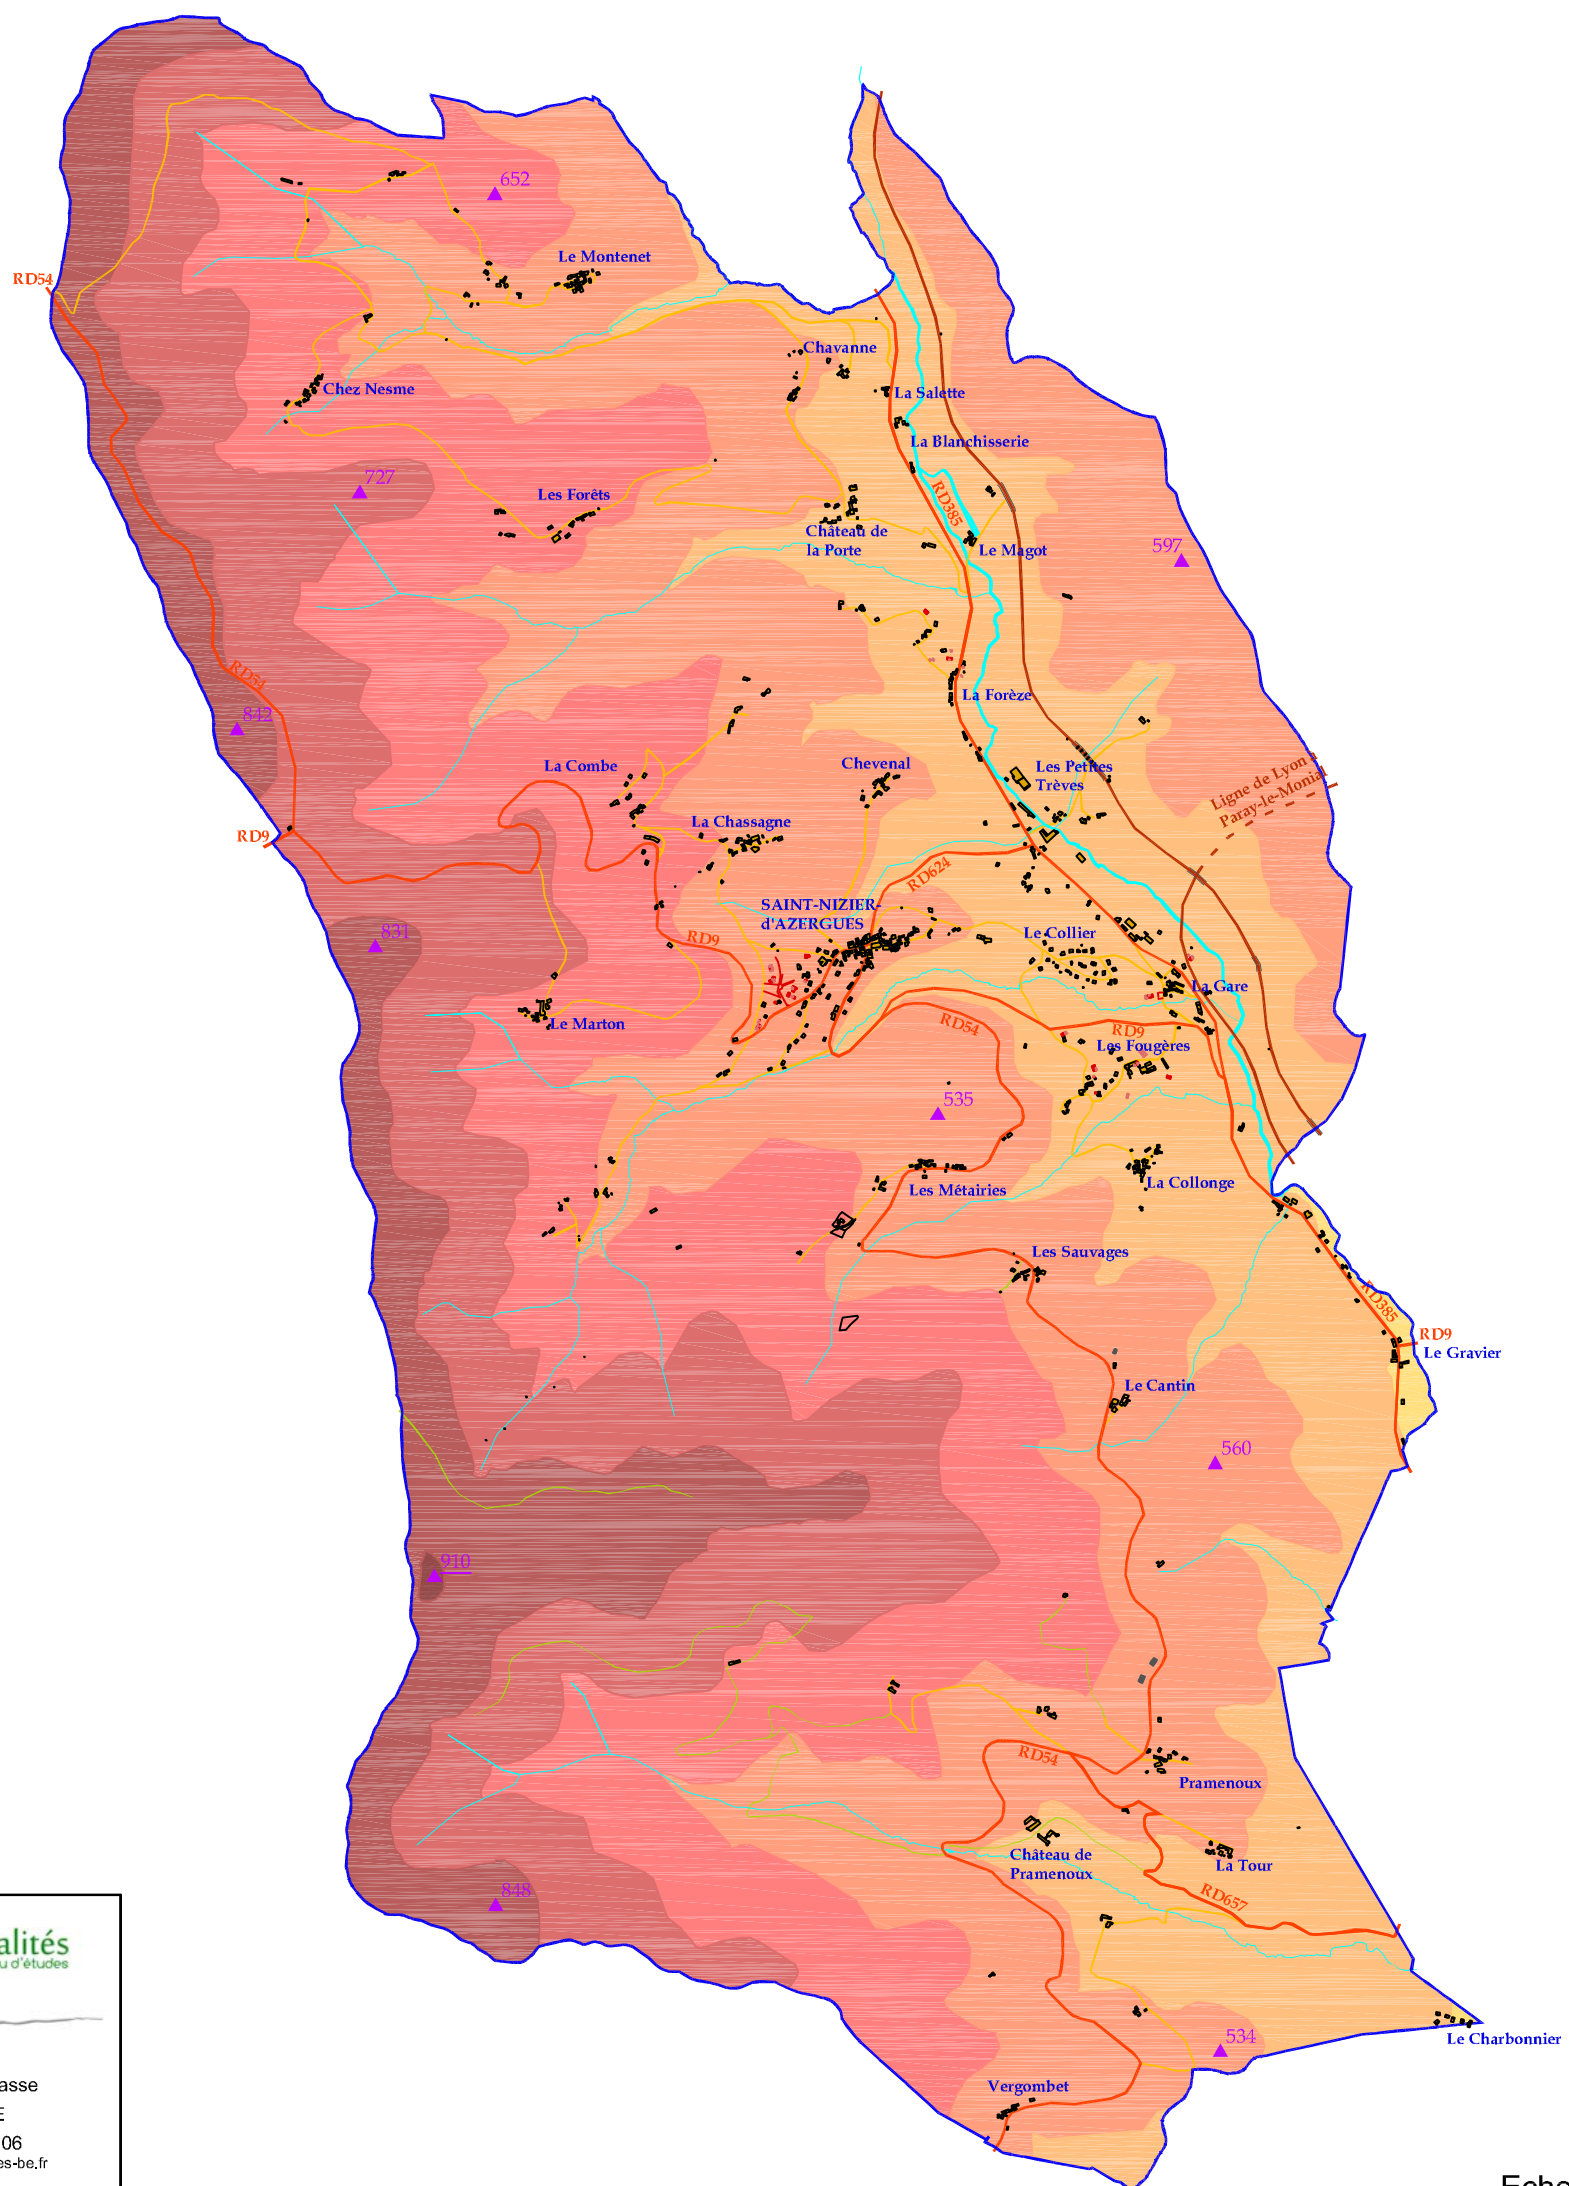 652
Le Montenet
RD54
Chavanne
Chez Nesme
La Salette
La Blanchisserie
727
Les Forêts
RD385
Château de
la Porte
Le Magot
597
RD54
La Forèze
842
La Combe
Chevenal
Les Petites
Trèves
Ligne de Lyon à
Paray-le-Monial
La Chassagne
RD9
RD624
SAINT-NIZIER-
d'AZERGUES
831
RD9
Le Collier
La Gare
Le Marton
RD54
RD9
Les Fougères
535
Les Métairies
La Collonge
Les Sauvages
RD385
RD9
Le Gravier
Le Cantin
560
910
RD54
Pramenoux
Château de
Pramenoux
La Tour
848
RD657
alités
u d'études
534
Le Charbonnier
asse
E
06
es-be.fr
Vergombet